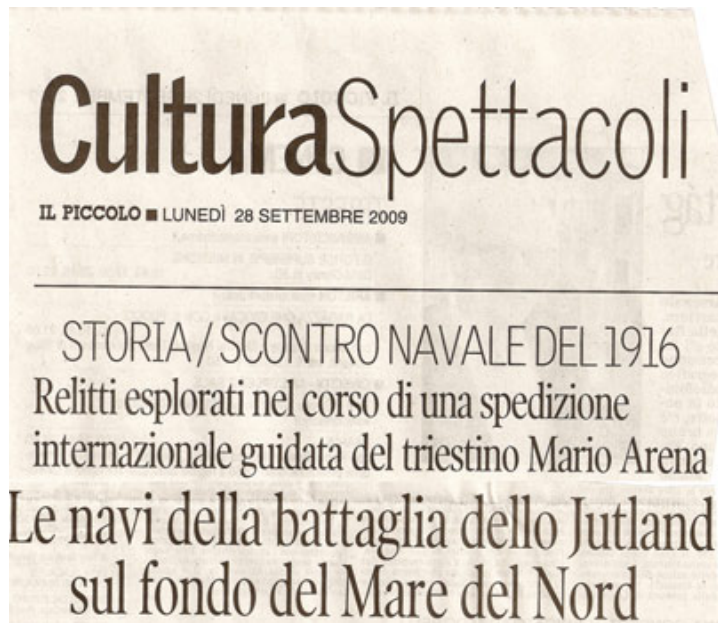 CulturaSpettacoli
IL PICCOLO ■ LUNEDÌ 28 SETTEMBRE 2009
STORIA / SCONTRO NAVALE DEL 1916
Relitti esplorati nel corso di una spedizione
internazionale guidata del triestino Mario Arena
Le navi della battaglia dello Jutland
sul fondo del Mare del Nord